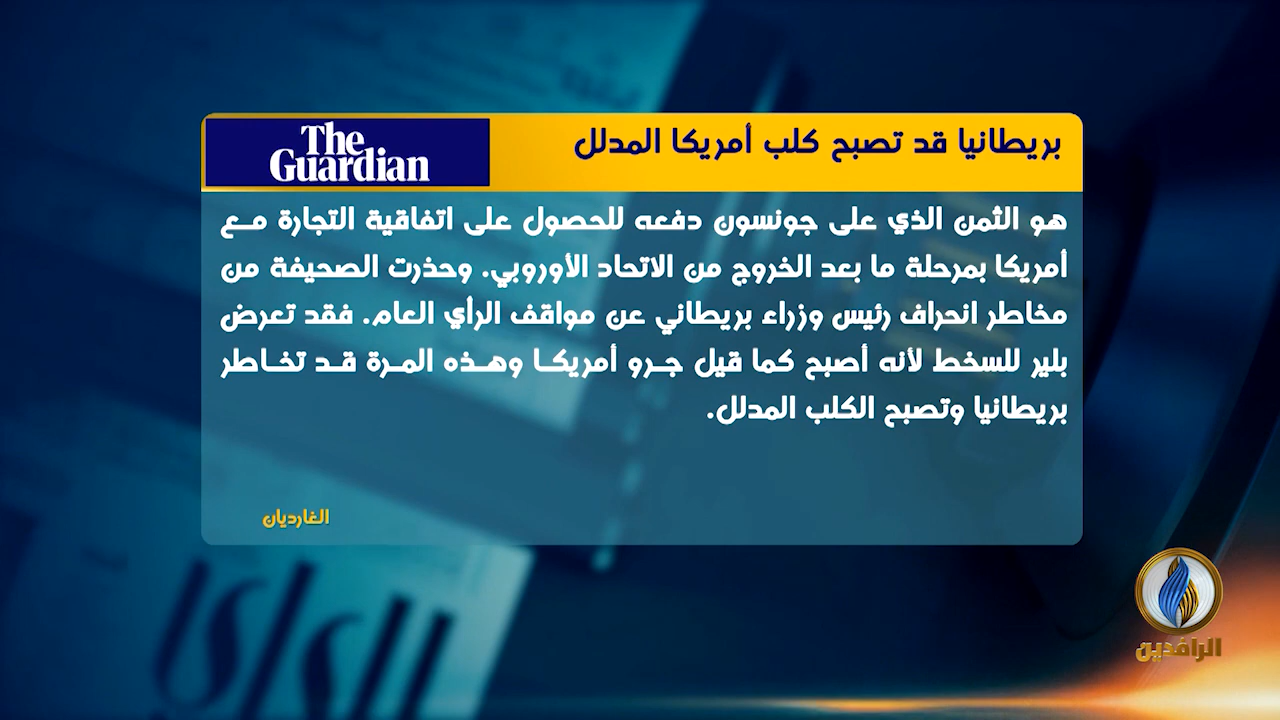 بريطانيا قد تصبح كلب أمريكا المدلل
The
Guardian
هو الثمن الذي على جونسون دفعه للحصول على اتفاقية التجارة مع
أمريكا بمرحلة ما بعد الخروج من الاتحاد الأوروبي. وحذرت الصحيفة من
مخاطر انحراف رئيس وزراء بريطاني عن مواقف الرأي العام. فقد تعرض
بلير للسخط لأنه أصبح كما قيل جرو أمريكا وهذه المرة قد تخاطر
بريطانيا وتصبح الكلب المدلل.
الغارديان
الرافدين